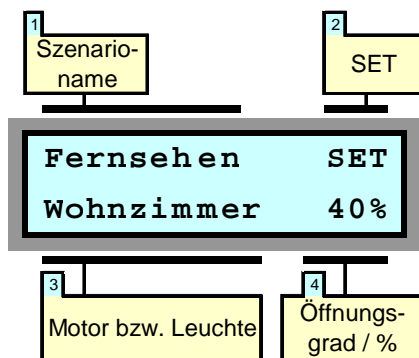 1
Szenario-
name
2
SET
Fernsehen SET
Wohnzimmer 40%
3
Motor bzw. Leuchte
4
Öffnungs-
grad / %